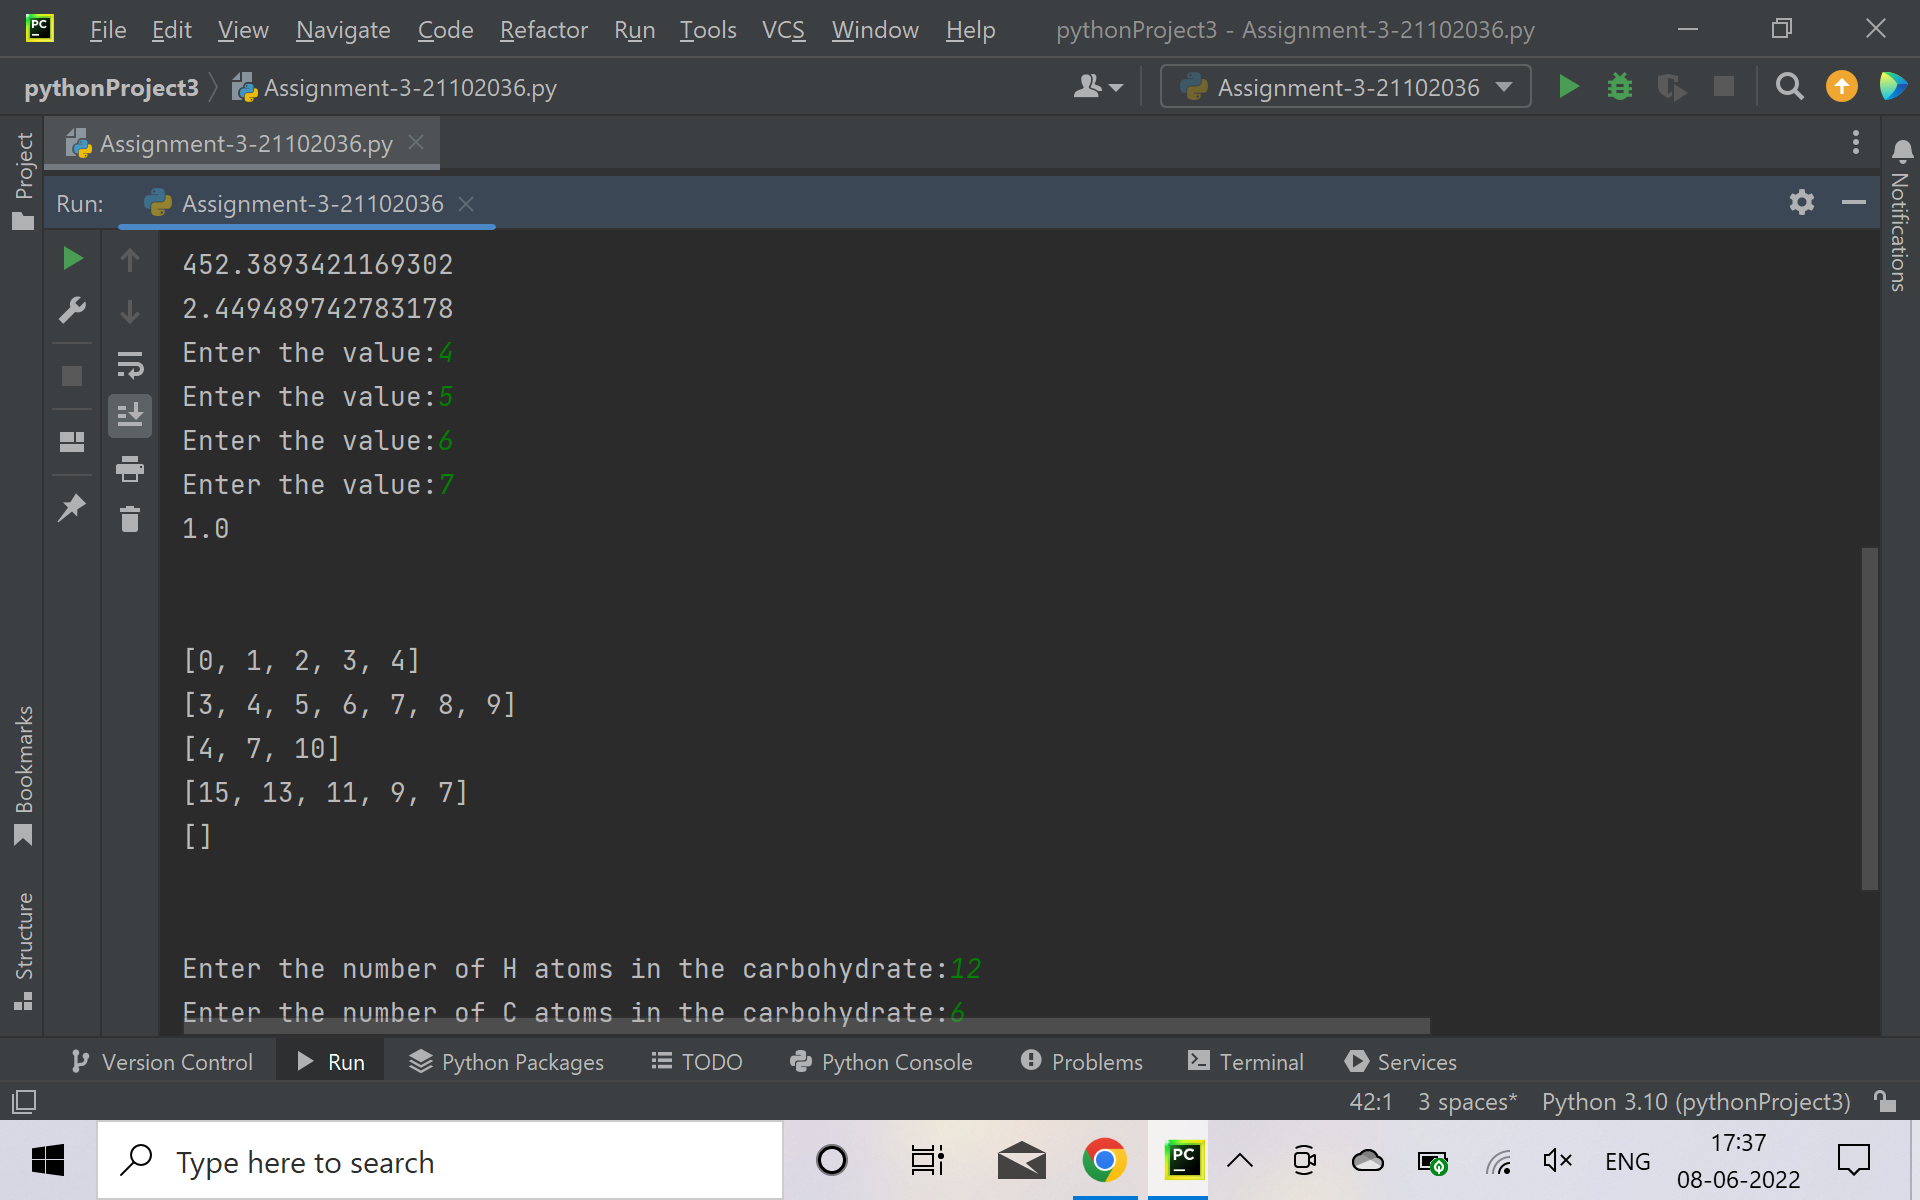 PC File Edit View Navigate Code Refactor Run Tools VCS Window Help pythonProject3 - Assignment-3-21102036.py
pythonProject3 Assignment-3-21102036.py Assignment-3-21102036
Project
Assignment-3-21102036.py
Notifications
Run: Assignment-3-21102036
452.3893421169302
2.449489742783178
Enter the value:4
Enter the value:5
Enter the value:6
Enter the value:7
1.0
[0, 1, 2, 3, 4]
[3, 4, 5, 6, 7, 8, 9]
[4, 7, 10]
[15, 13, 11, 9, 7]
[]
Bookmarks
Structure
Enter the number of H atoms in the carbohydrate:12
Enter the number of C atoms in the carbohydrate:6
Version Control Run Python Packages TODO Python Console Problems Terminal Services
42:1 3 spaces* Python 3.10 (pythonProject3)
Type here to search PC ENG 17:37
08-06-2022